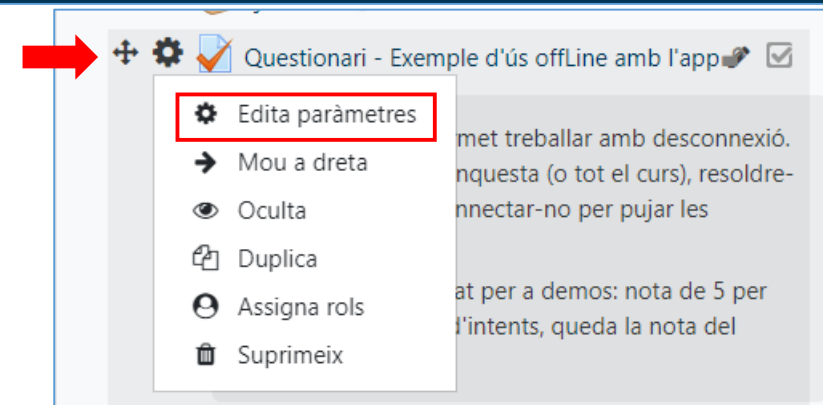 Questionari - Exemple d'ús offLine amb l'app
Edita paràmetres
Mou a dreta
Oculta
Duplica
Assigna rols
Suprimeix
met treballar amb desconnexió.
nquesta (o tot el curs), resoldre-
nnectar-no per pujar les
at per a demos: nota de 5 per
d'intents, queda la nota del